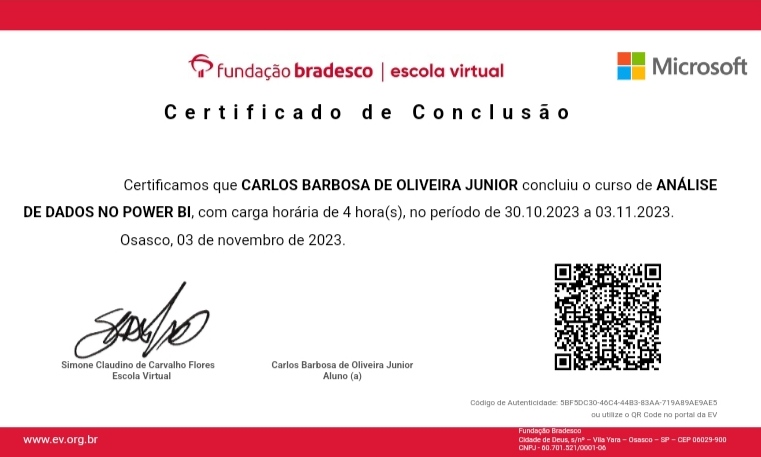 fundação bradesco | escola virtual
Microsoft
Certificado de Conclusão
Certificamos que CARLOS BARBOSA DE OLIVEIRA JUNIOR concluiu o curso de ANÁLISE
DE DADOS NO POWER BI, com carga horária de 4 hora(s), no período de 30.10.2023 a 03.11.2023.
Osasco, 03 de novembro de 2023.
Simone Claudino de Carvalho Flores
Escola Virtual
Carlos Barbosa de Oliveira Junior
Aluno (a)
Código de Autenticidade: 5BF5DC30-46C4-44B3-83AA-719A89AE9AE5
ou utilize o QR Code no portal da EV
www.ev.org.br
Fundação Bradesco
Cidade de Deus, s/nº – Vila Yara – Osasco – SP – CEP 06029-900
CNPJ - 60.701.521/0001-06